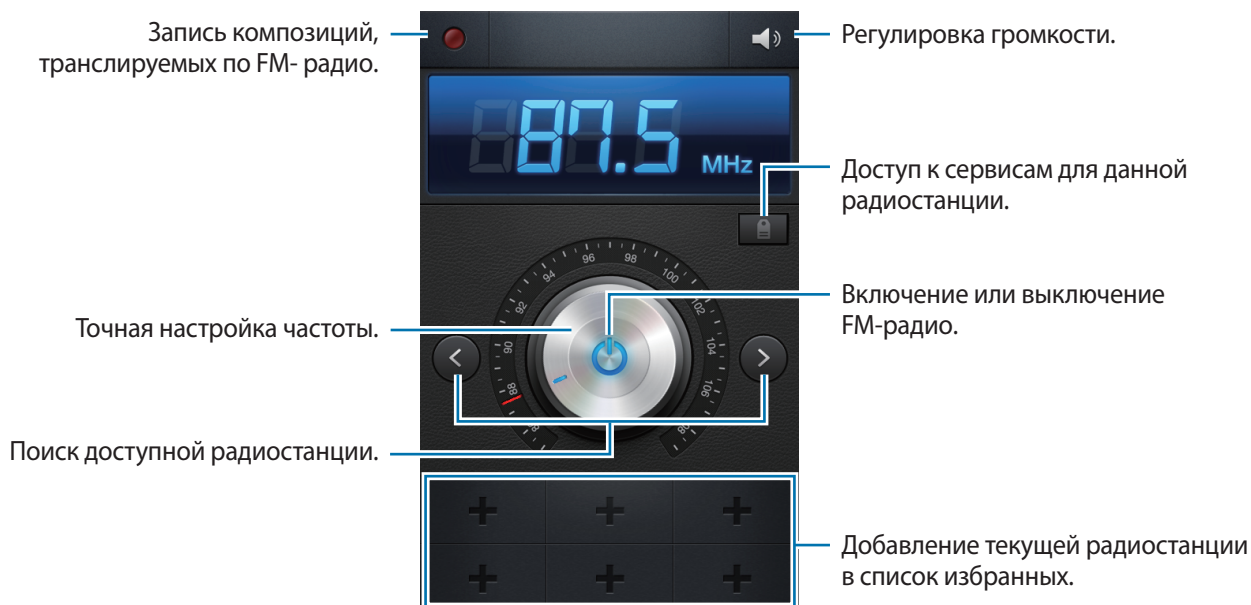 Запись композиций,
транслируемых по FM- радио.
Регулировка громкости.
87.5
MHz
Доступ к сервисам для данной
радиостанции.
88
90
92
94
96
98
100
102
104
106
Включение или выключение
FM-радио.
Точная настройка частоты.
Поиск доступной радиостанции.
Добавление текущей радиостанции
в список избранных.